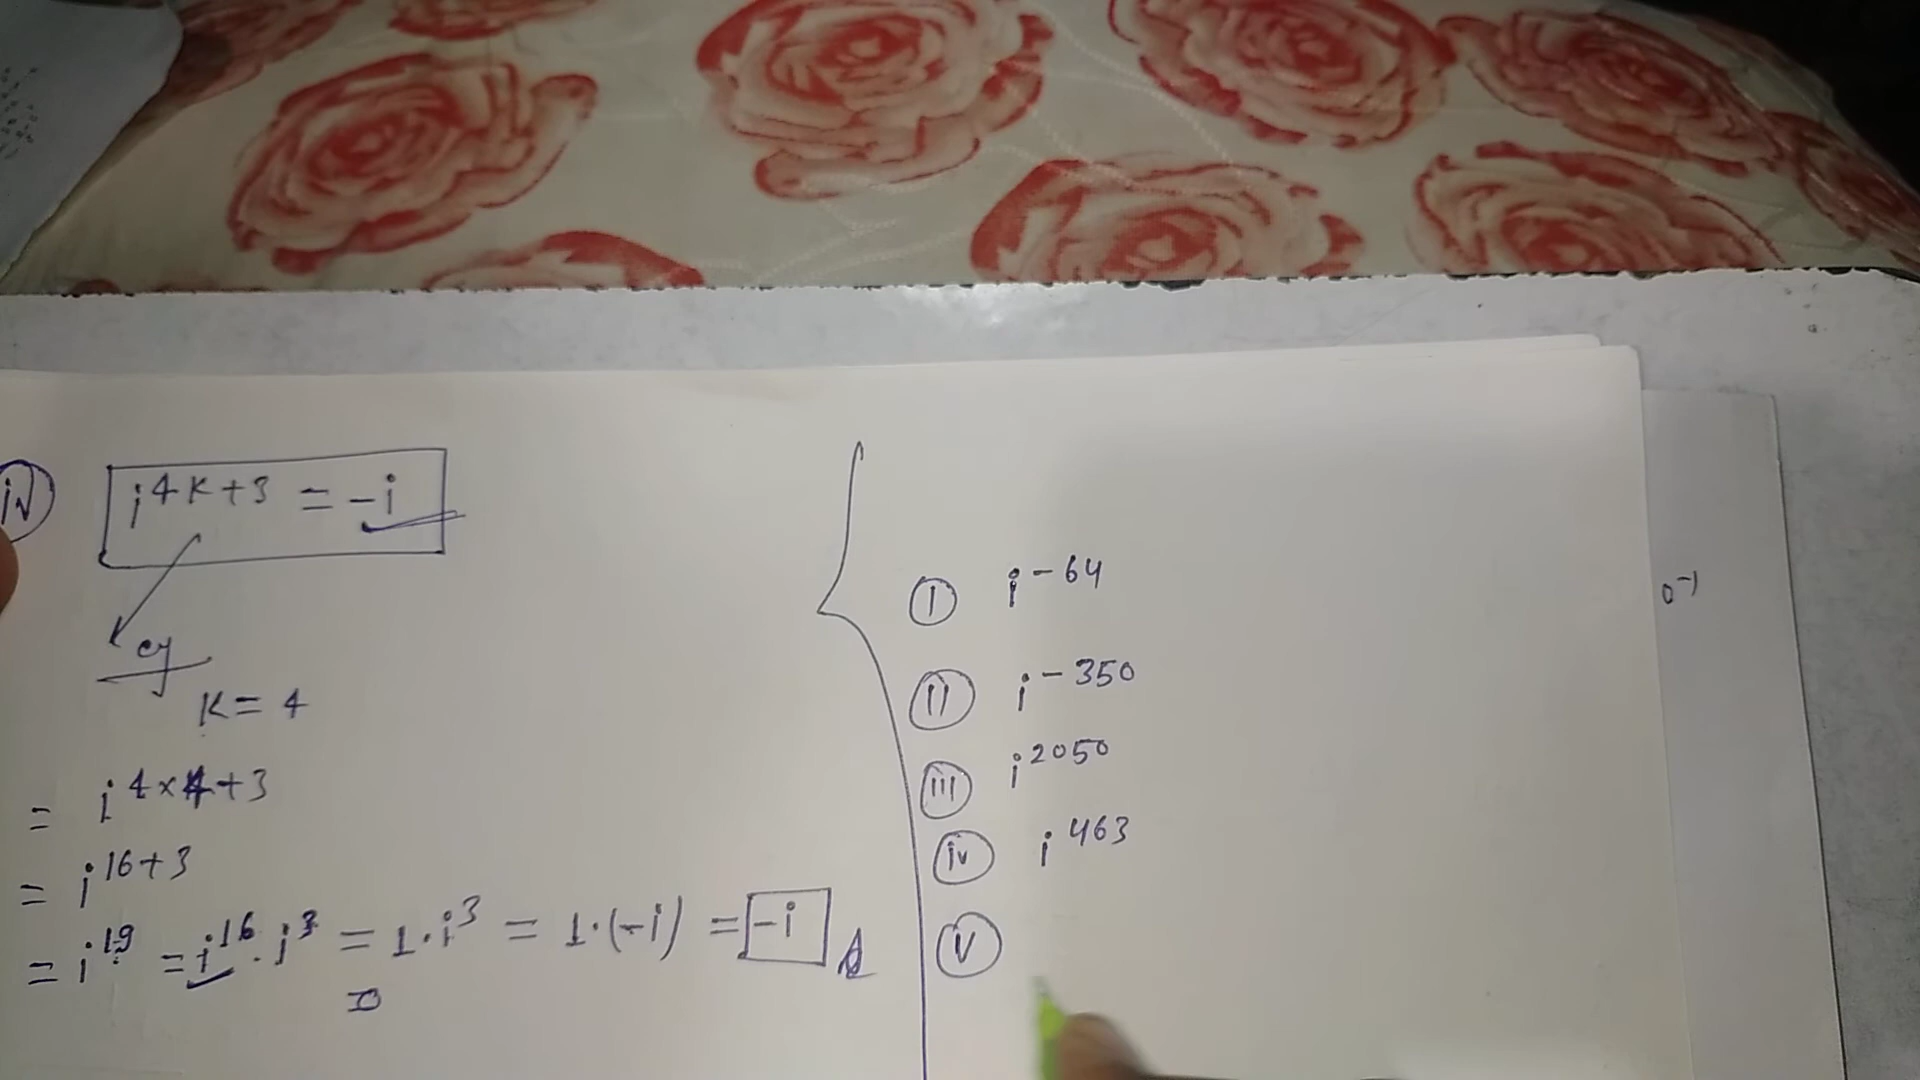 iv i^4K+3 = -i
eg
K = 4
= i^4×4+3
= i^16+3
= i^19 = i^16 . i^3 = 1 . i^3 = 1 . (-i) = -i
I i^-64
II i^-350
III i^2050
iv i^463
V